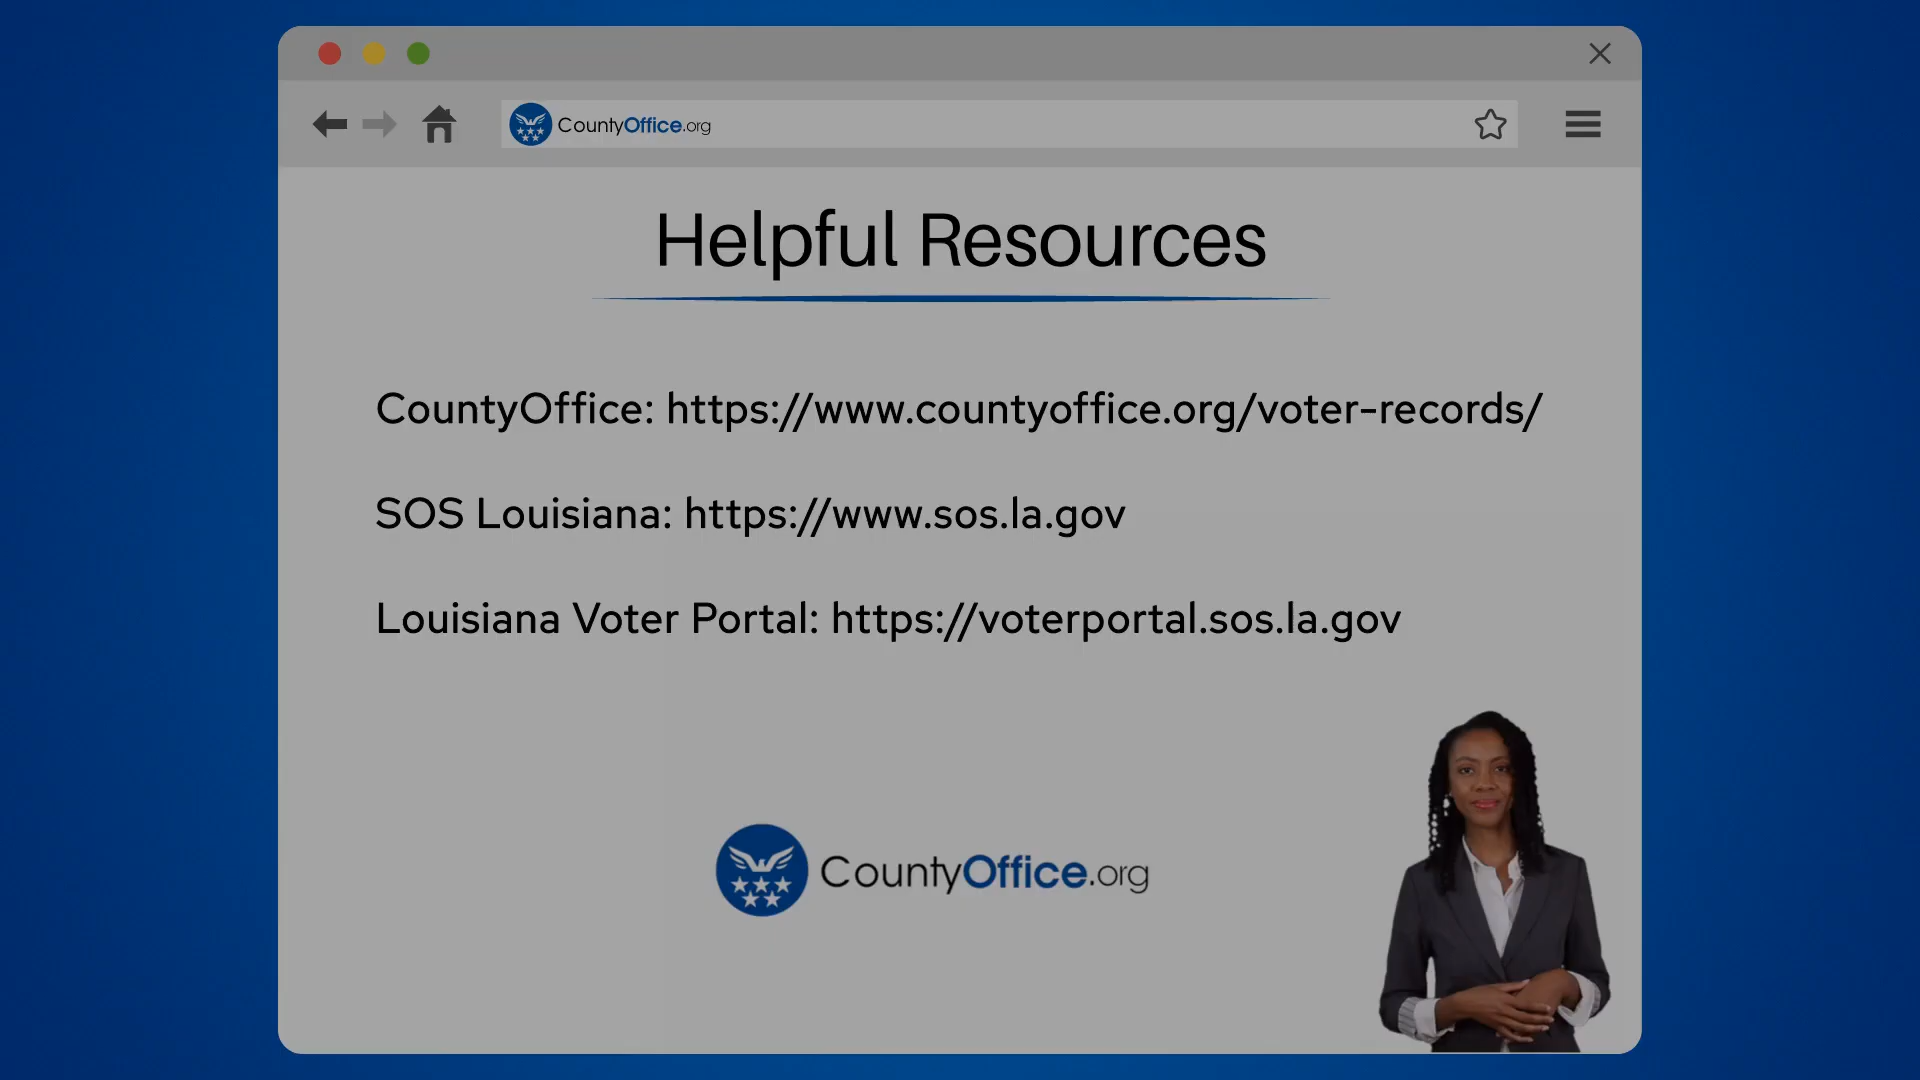 CountyOffice.org
Helpful Resources
CountyOffice: https://www.countyoffice.org/voter-records/
SOS Louisiana: https://www.sos.la.gov
Louisiana Voter Portal: https://voterportal.sos.la.gov
CountyOffice.org